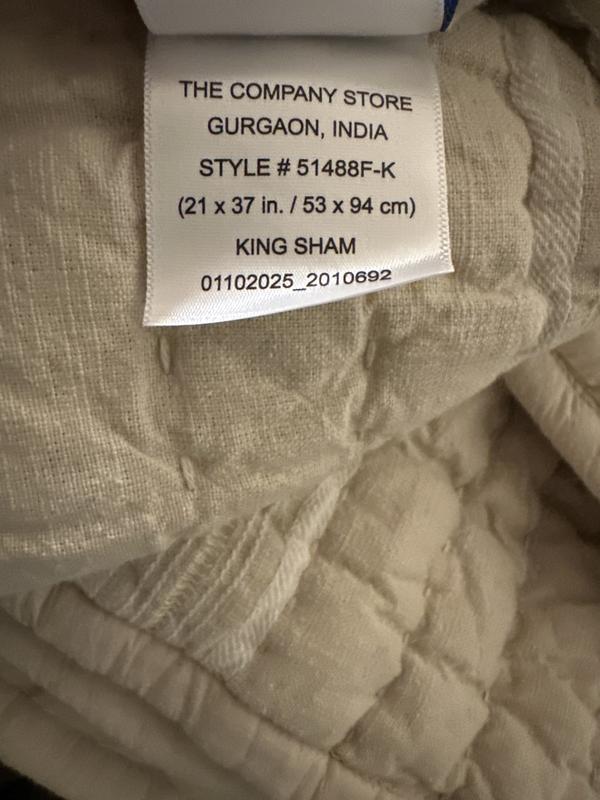 THE COMPANY STORE
GURGAON, INDIA
STYLE # 51488F-K
(21 x 37 in. / 53 x 94 cm)
KING SHAM
01102025_2010692